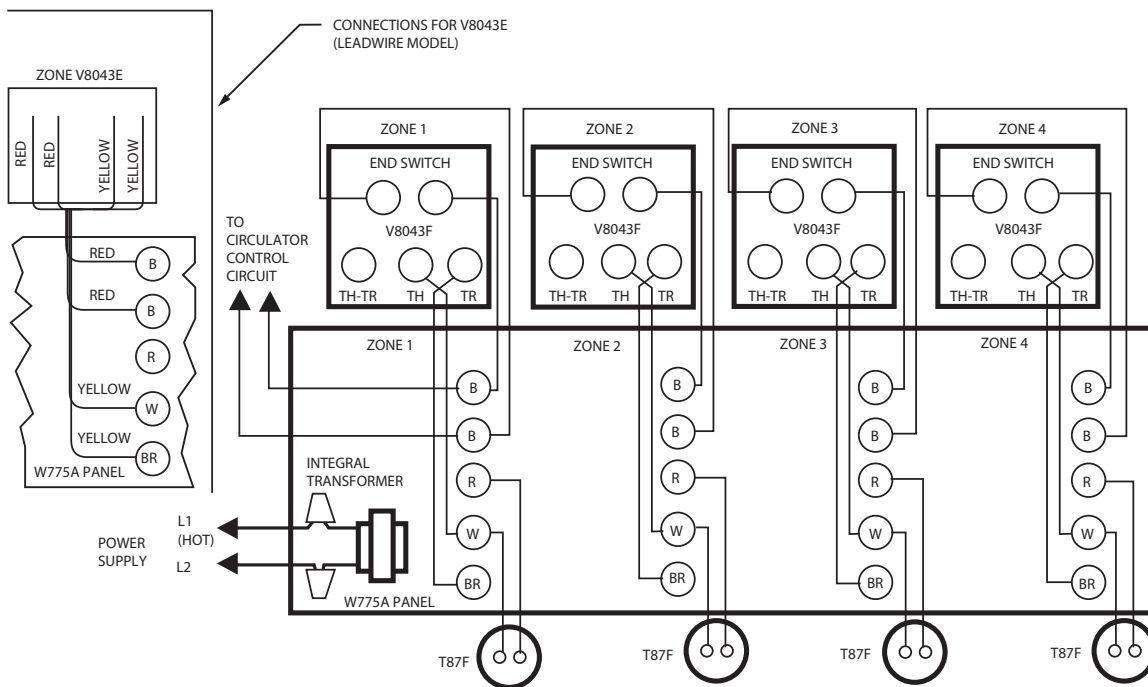 CONNECTIONS FOR V8043E
(LEADWIRE MODEL)
ZONE V8043E
RED
RED
YELLOW
YELLOW
RED
B
RED
B
R
YELLOW
W
YELLOW
BR
W775A PANEL
TO
CIRCULATOR
CONTROL
CIRCUIT
ZONE 1
END SWITCH
V8043F
TH-TR TH TR
ZONE 2
END SWITCH
V8043F
TH-TR TH TR
ZONE 3
END SWITCH
V8043F
TH-TR TH TR
ZONE 4
END SWITCH
V8043F
TH-TR TH TR
ZONE 1
B
B
R
W
BR
ZONE 2
B
B
R
W
BR
ZONE 3
B
B
R
W
BR
ZONE 4
B
B
R
W
BR
INTEGRAL
TRANSFORMER
L1
(HOT)
POWER
SUPPLY
L2
W775A PANEL
T87F
T87F
T87F
T87F